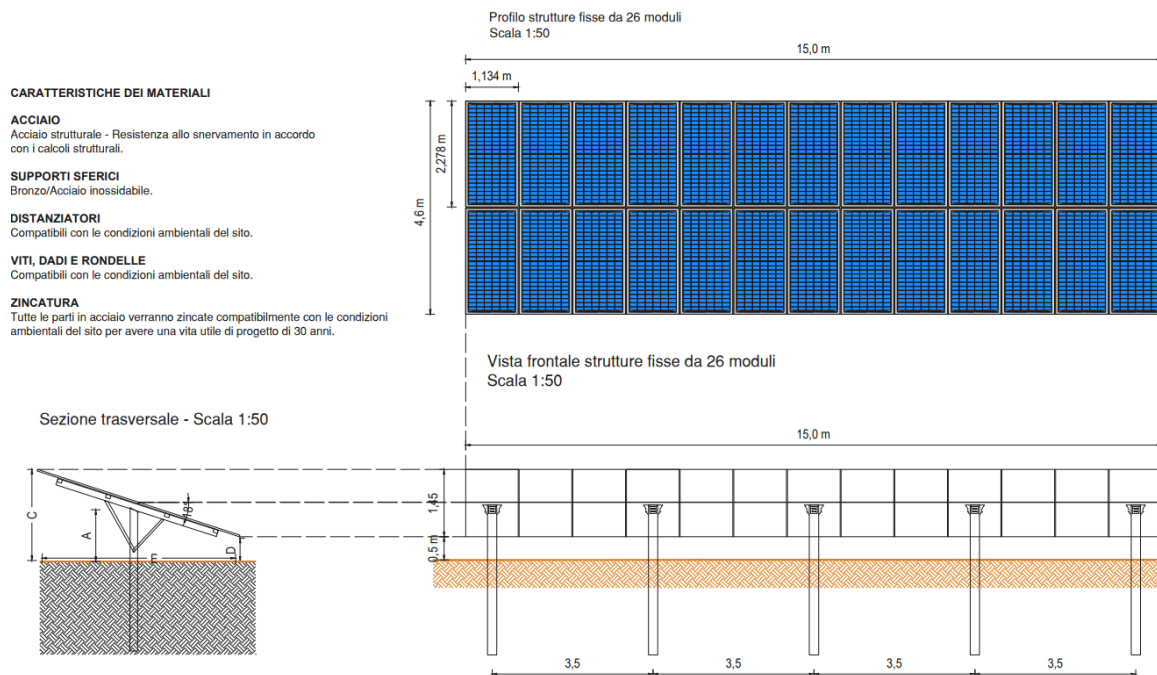 Profilo strutture fisse da 26 moduli
Scala 1:50
15,0 m
1,134 m
2,278 m
4,6 m
CARATTERISTICHE DEI MATERIALI
ACCIAIO
Acciaio strutturale - Resistenza allo snervamento in accordo
con i calcoli strutturali.
SUPPORTI SFERICI
Bronzo/Acciaio inossidabile.
DISTANZIATORI
Compatibili con le condizioni ambientali del sito.
VITI, DADI E RONDELLE
Compatibili con le condizioni ambientali del sito.
ZINCATURA
Tutte le parti in acciaio verranno zincate compatibilmente con le condizioni
ambientali del sito per avere una vita utile di progetto di 30 anni.
Vista frontale strutture fisse da 26 moduli
Scala 1:50
Sezione trasversale - Scala 1:50
15,0 m
C
A
18°
D
E
1,45
0,5 m
3,5
3,5
3,5
3,5